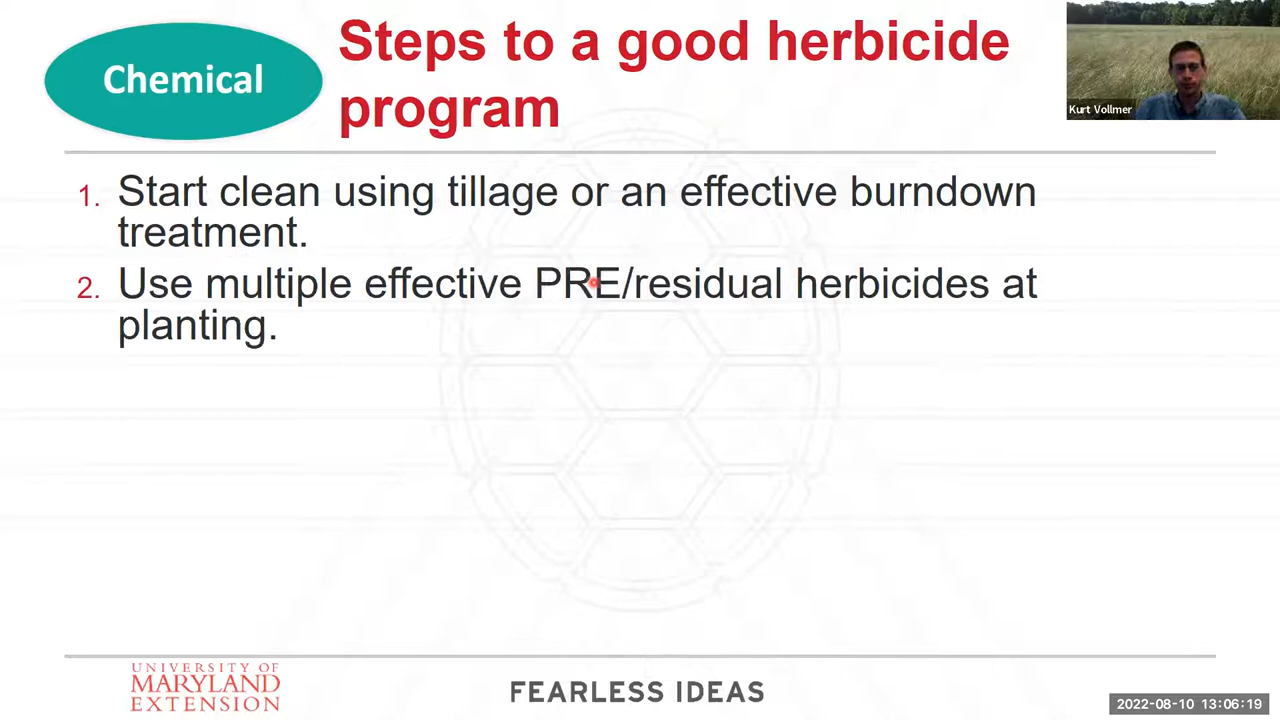 Chemical
Steps to a good herbicide
program
Kurt Vollmer
1. Start clean using tillage or an effective burndown
treatment.
2. Use multiple effective PRE/residual herbicides at
planting.
UNIVERSITY OF
MARYLAND
EXTENSION
FEARLESS IDEAS
2022-08-10 13:06:19